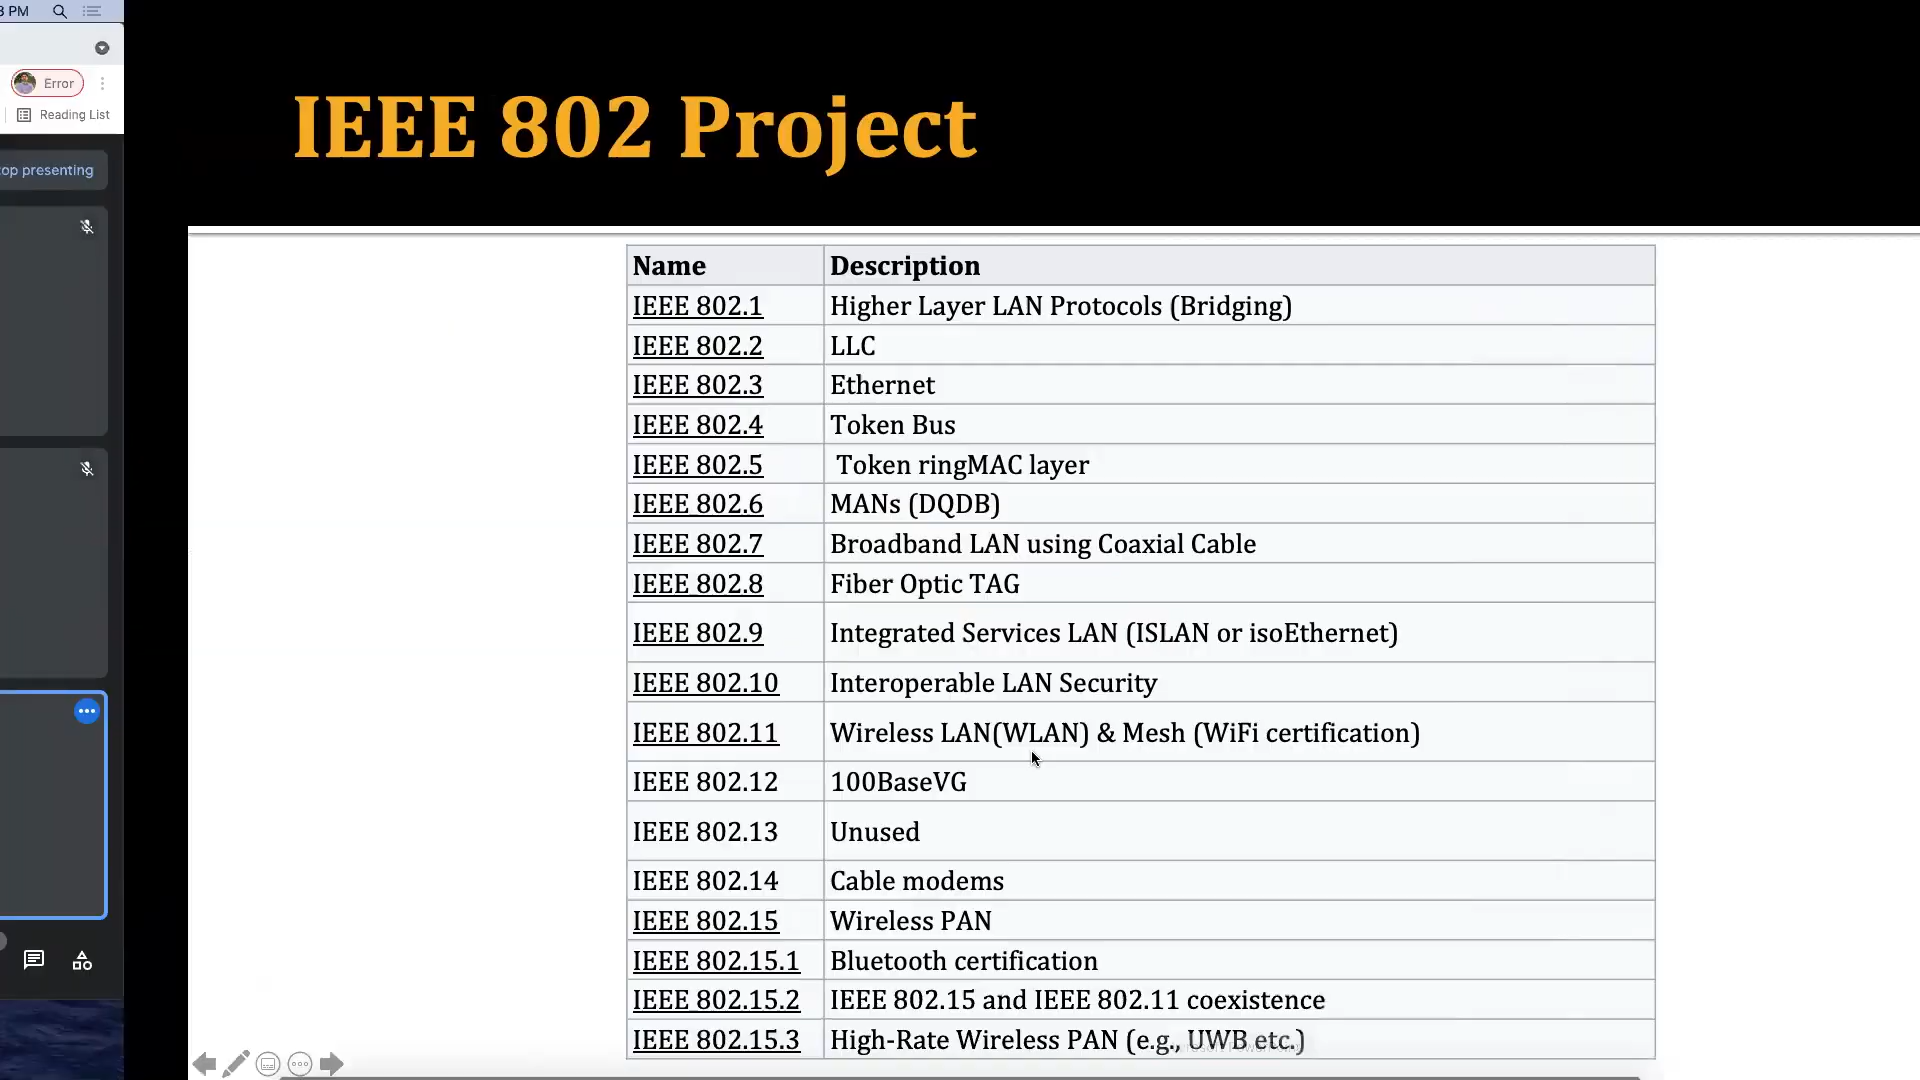 3 PM
Error
Reading List
top presenting
IEEE 802 Project
Name Description
IEEE 802.1 Higher Layer LAN Protocols (Bridging)
IEEE 802.2 LLC
IEEE 802.3 Ethernet
IEEE 802.4 Token Bus
IEEE 802.5 Token ringMAC layer
IEEE 802.6 MANs (DQDB)
IEEE 802.7 Broadband LAN using Coaxial Cable
IEEE 802.8 Fiber Optic TAG
IEEE 802.9 Integrated Services LAN (ISLAN or isoEthernet)
IEEE 802.10 Interoperable LAN Security
IEEE 802.11 Wireless LAN(WLAN) & Mesh (WiFi certification)
IEEE 802.12 100BaseVG
IEEE 802.13 Unused
IEEE 802.14 Cable modems
IEEE 802.15 Wireless PAN
IEEE 802.15.1 Bluetooth certification
IEEE 802.15.2 IEEE 802.15 and IEEE 802.11 coexistence
IEEE 802.15.3 High-Rate Wireless PAN (e.g., UWB etc.)